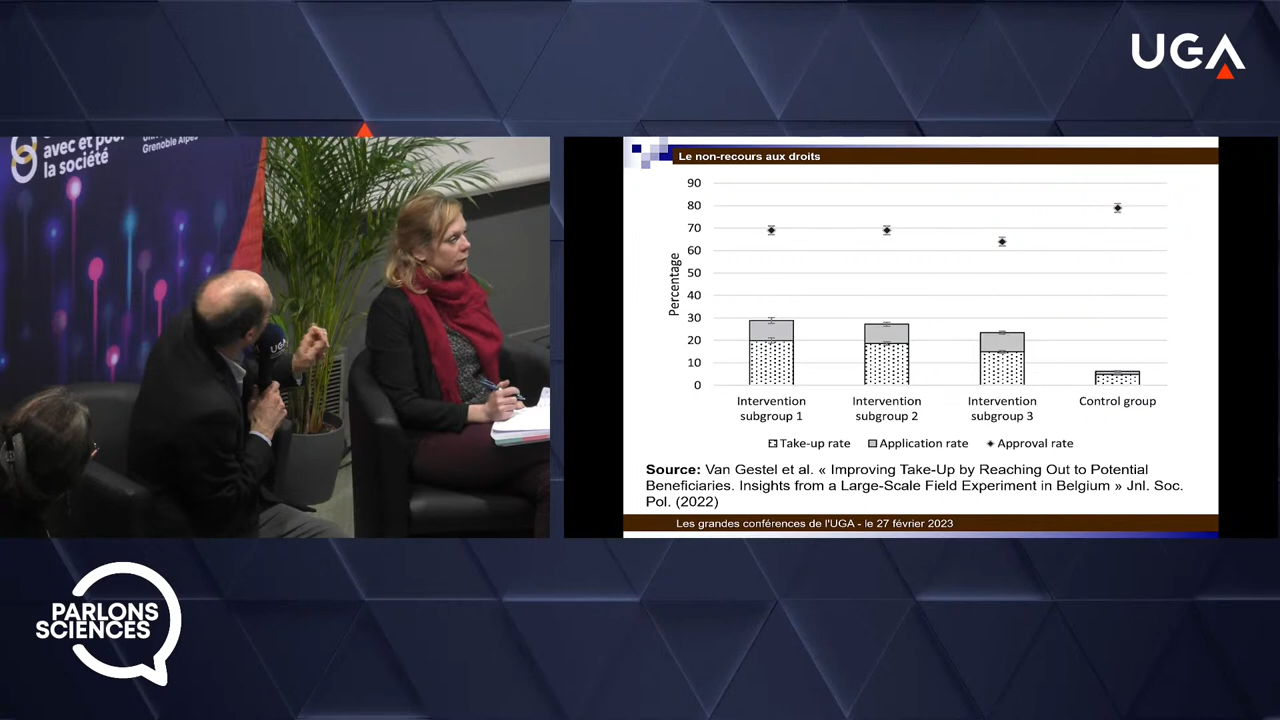 UGA
avec et pour
la société
Grenoble Alpes
UGA
Le non-recours aux droits
90
80
70
60
50
40
30
20
10
0
Percentage
Intervention
subgroup 1
Intervention
subgroup 2
Intervention
subgroup 3
Control group
Take-up rate
Application rate
Approval rate
Source: Van Gestel et al. « Improving Take-Up by Reaching Out to Potential
Beneficiaries. Insights from a Large-Scale Field Experiment in Belgium » Jnl. Soc.
Pol. (2022)
Les grandes conférences de l'UGA - le 27 février 2023
PARLONS
SCIENCES